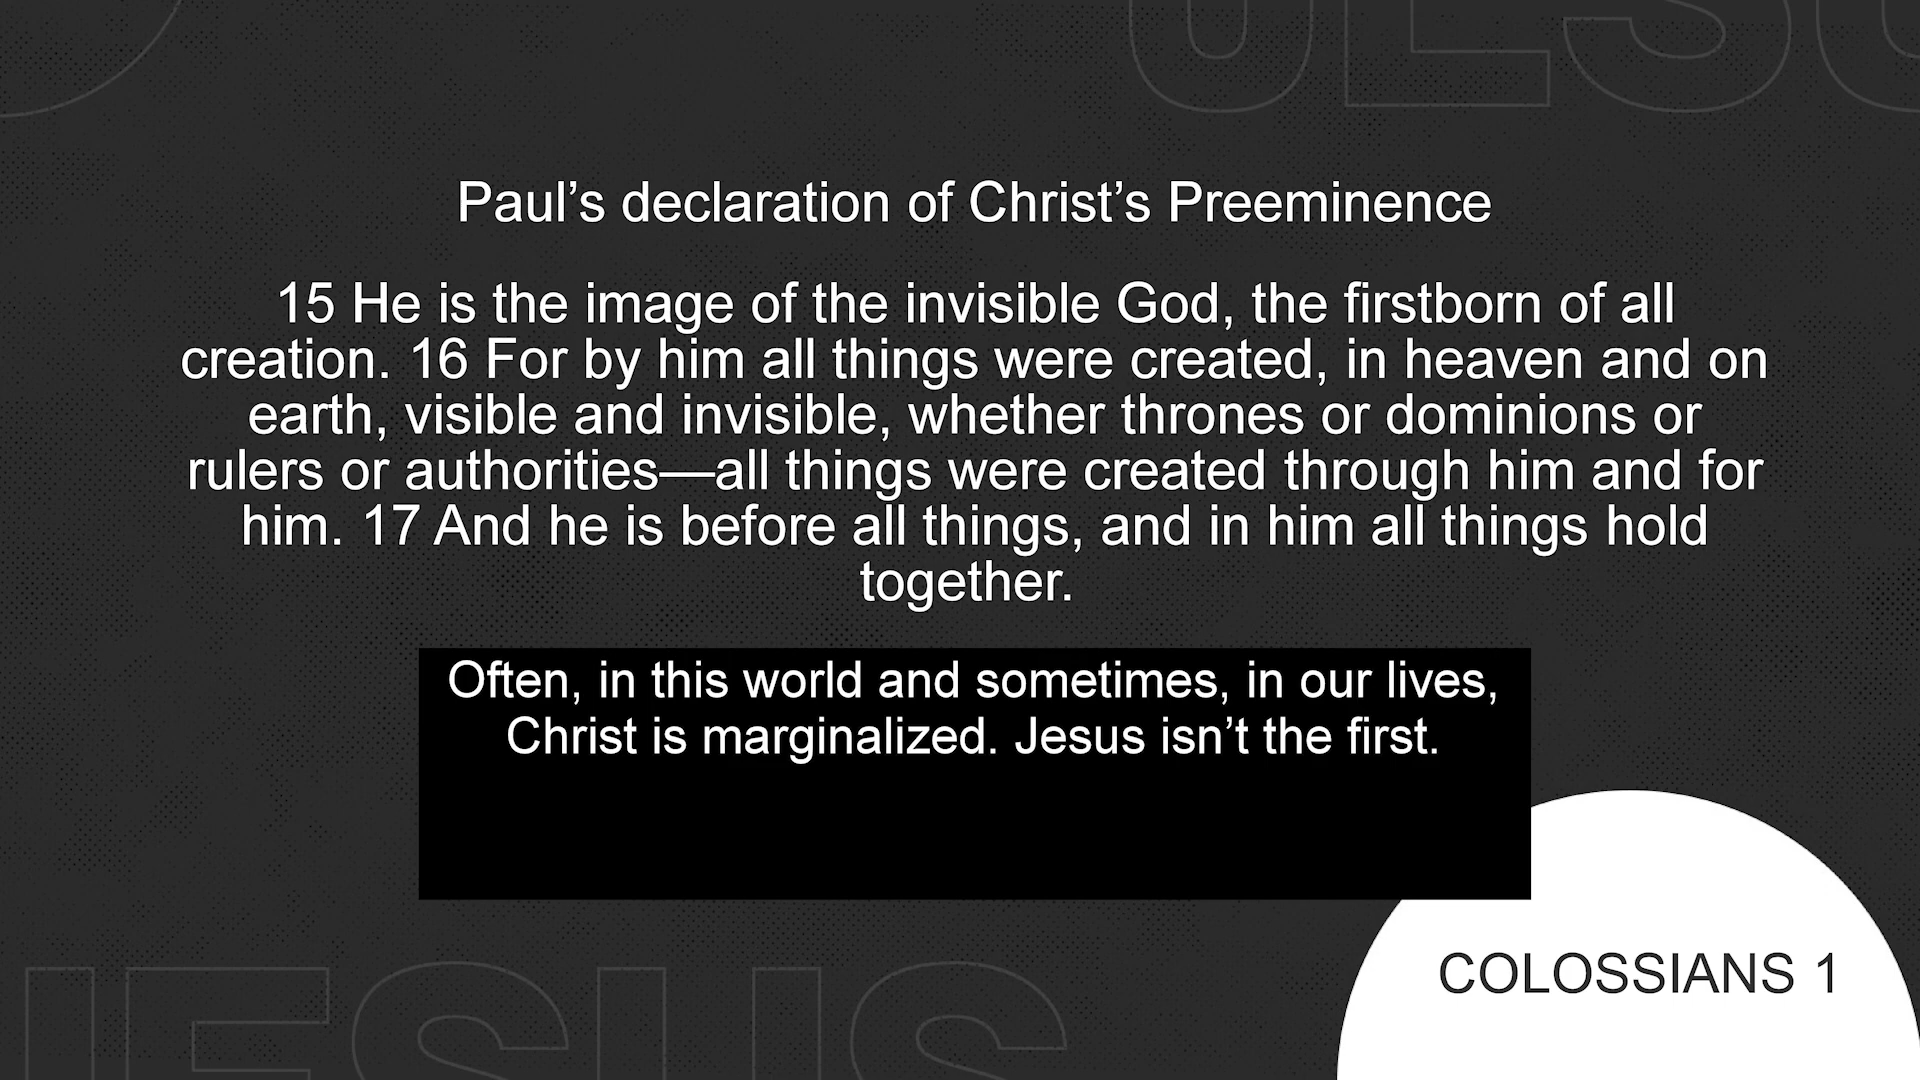 JESUS
Paul’s declaration of Christ’s Preeminence
15 He is the image of the invisible God, the firstborn of all
creation. 16 For by him all things were created, in heaven and on
earth, visible and invisible, whether thrones or dominions or
rulers or authorities—all things were created through him and for
him. 17 And he is before all things, and in him all things hold
together.
Often, in this world and sometimes, in our lives,
Christ is marginalized. Jesus isn’t the first.
COLOSSIANS 1
JESUS